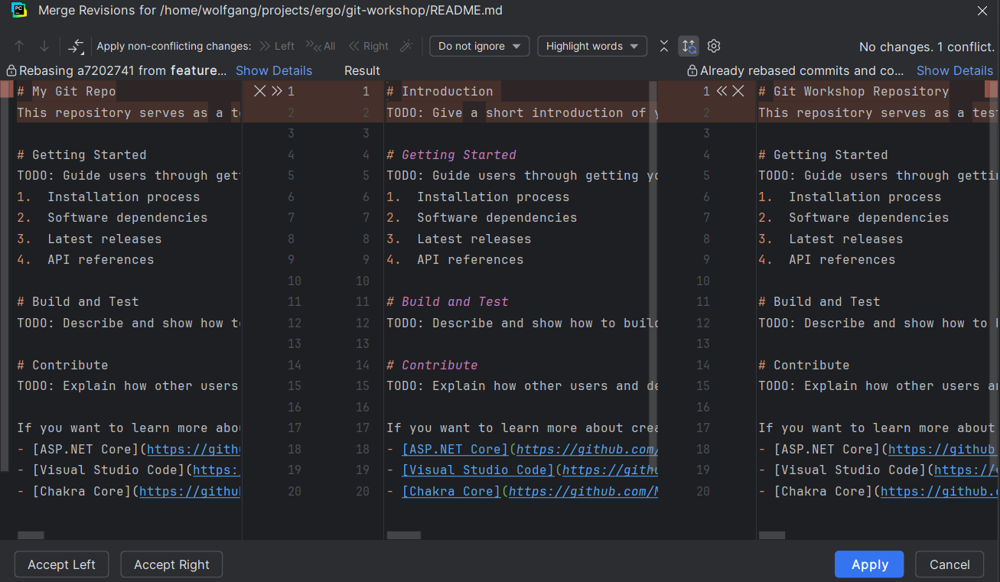 PC
Merge Revisions for /home/wolfgang/projects/ergo/git-workshop/README.md
Apply non-conflicting changes: Left All Right Do not ignore Highlight words No changes. 1 conflict.
Rebasing a7202741 from feature... Show Details Result Already rebased commits and co... Show Details
# My Git Repo 1 1 # Introduction 1 # Git Workshop Repository
This repository serves as a 2 2 TODO: Give a short introduction of 2 This repository serves as a
3 3 3
# Getting Started 4 4 # Getting Started 4 # Getting Started
TODO: Guide users through 5 5 TODO: Guide users through getting 5 TODO: Guide users through
1. Installation process 6 6 1. Installation process 6 1. Installation process
2. Software dependencies 7 7 2. Software dependencies 7 2. Software dependencies
3. Latest releases 8 8 3. Latest releases 8 3. Latest releases
4. API references 9 9 4. API references 9 4. API references
10 10 10
# Build and Test 11 11 # Build and Test 11 # Build and Test
TODO: Describe and show how 12 12 TODO: Describe and show how to 12 TODO: Describe and show how to
13 13 13
# Contribute 14 14 # Contribute 14 # Contribute
TODO: Explain how other users 15 15 TODO: Explain how other users and 15 TODO: Explain how other users
16 16 16
If you want to learn more 17 17 If you want to learn more about 17 If you want to learn more about
- [ASP.NET Core](https://gith 18 18 - [ASP.NET Core](https://github.com/ 18 - [ASP.NET Core](https://github
- [Visual Studio Code](https: 19 19 - [Visual Studio Code](https://gith 19 - [Visual Studio Code](https://
- [Chakra Core](https://githu 20 20 - [Chakra Core](https://github.com/ 20 - [Chakra Core](https://github.
Accept Left Accept Right Apply Cancel